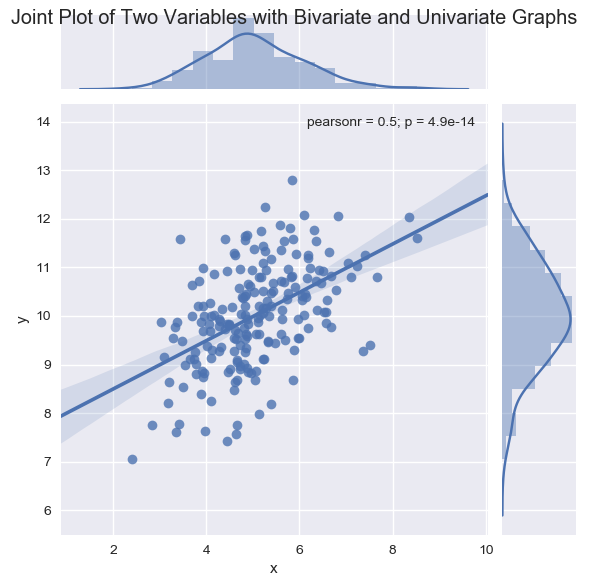 Joint Plot of Two Variables with Bivariate and Univariate Graphs
pearsonr = 0.5; p = 4.9e-14
14
13
12
11
10
9
8
7
6
y
2 4 6 8 10
x